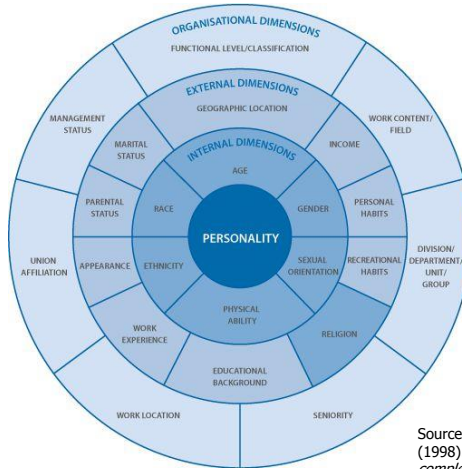 ORGANISATIONAL DIMENSIONS
FUNCTIONAL LEVEL/CLASSIFICATION
EXTERNAL DIMENSIONS
GEOGRAPHIC LOCATION
MANAGEMENT
STATUS
MARITAL
STATUS
INCOME
WORK CONTENT/
FIELD
INTERNAL DIMENSIONS
AGE
PARENTAL
STATUS
RACE
GENDER
PERSONAL
HABITS
PERSONALITY
UNION
AFFILIATION
APPEARANCE
ETHNICITY
SEXUAL
ORIENTATION
RECREATIONAL
HABITS
DIVISION/
DEPARTMENT/
UNIT/
GROUP
PHYSICAL
ABILITY
WORK
EXPERIENCE
RELIGION
EDUCATIONAL
BACKGROUND
WORK LOCATION
SENIORITY
Source
(1998)